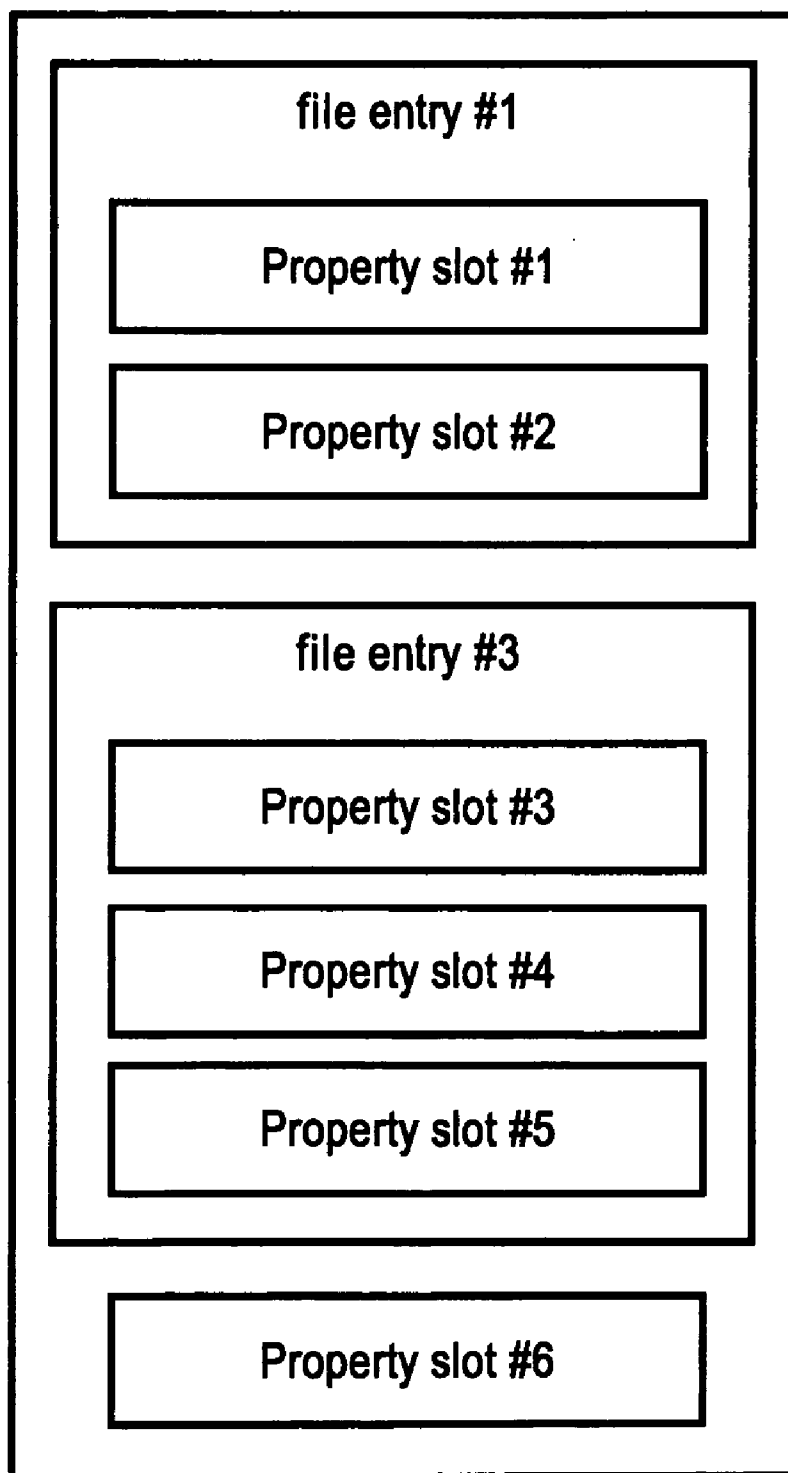 file entry #1
Property slot #1
Property slot #2
file entry #3
Property slot #3
Property slot #4
Property slot #5
Property slot #6